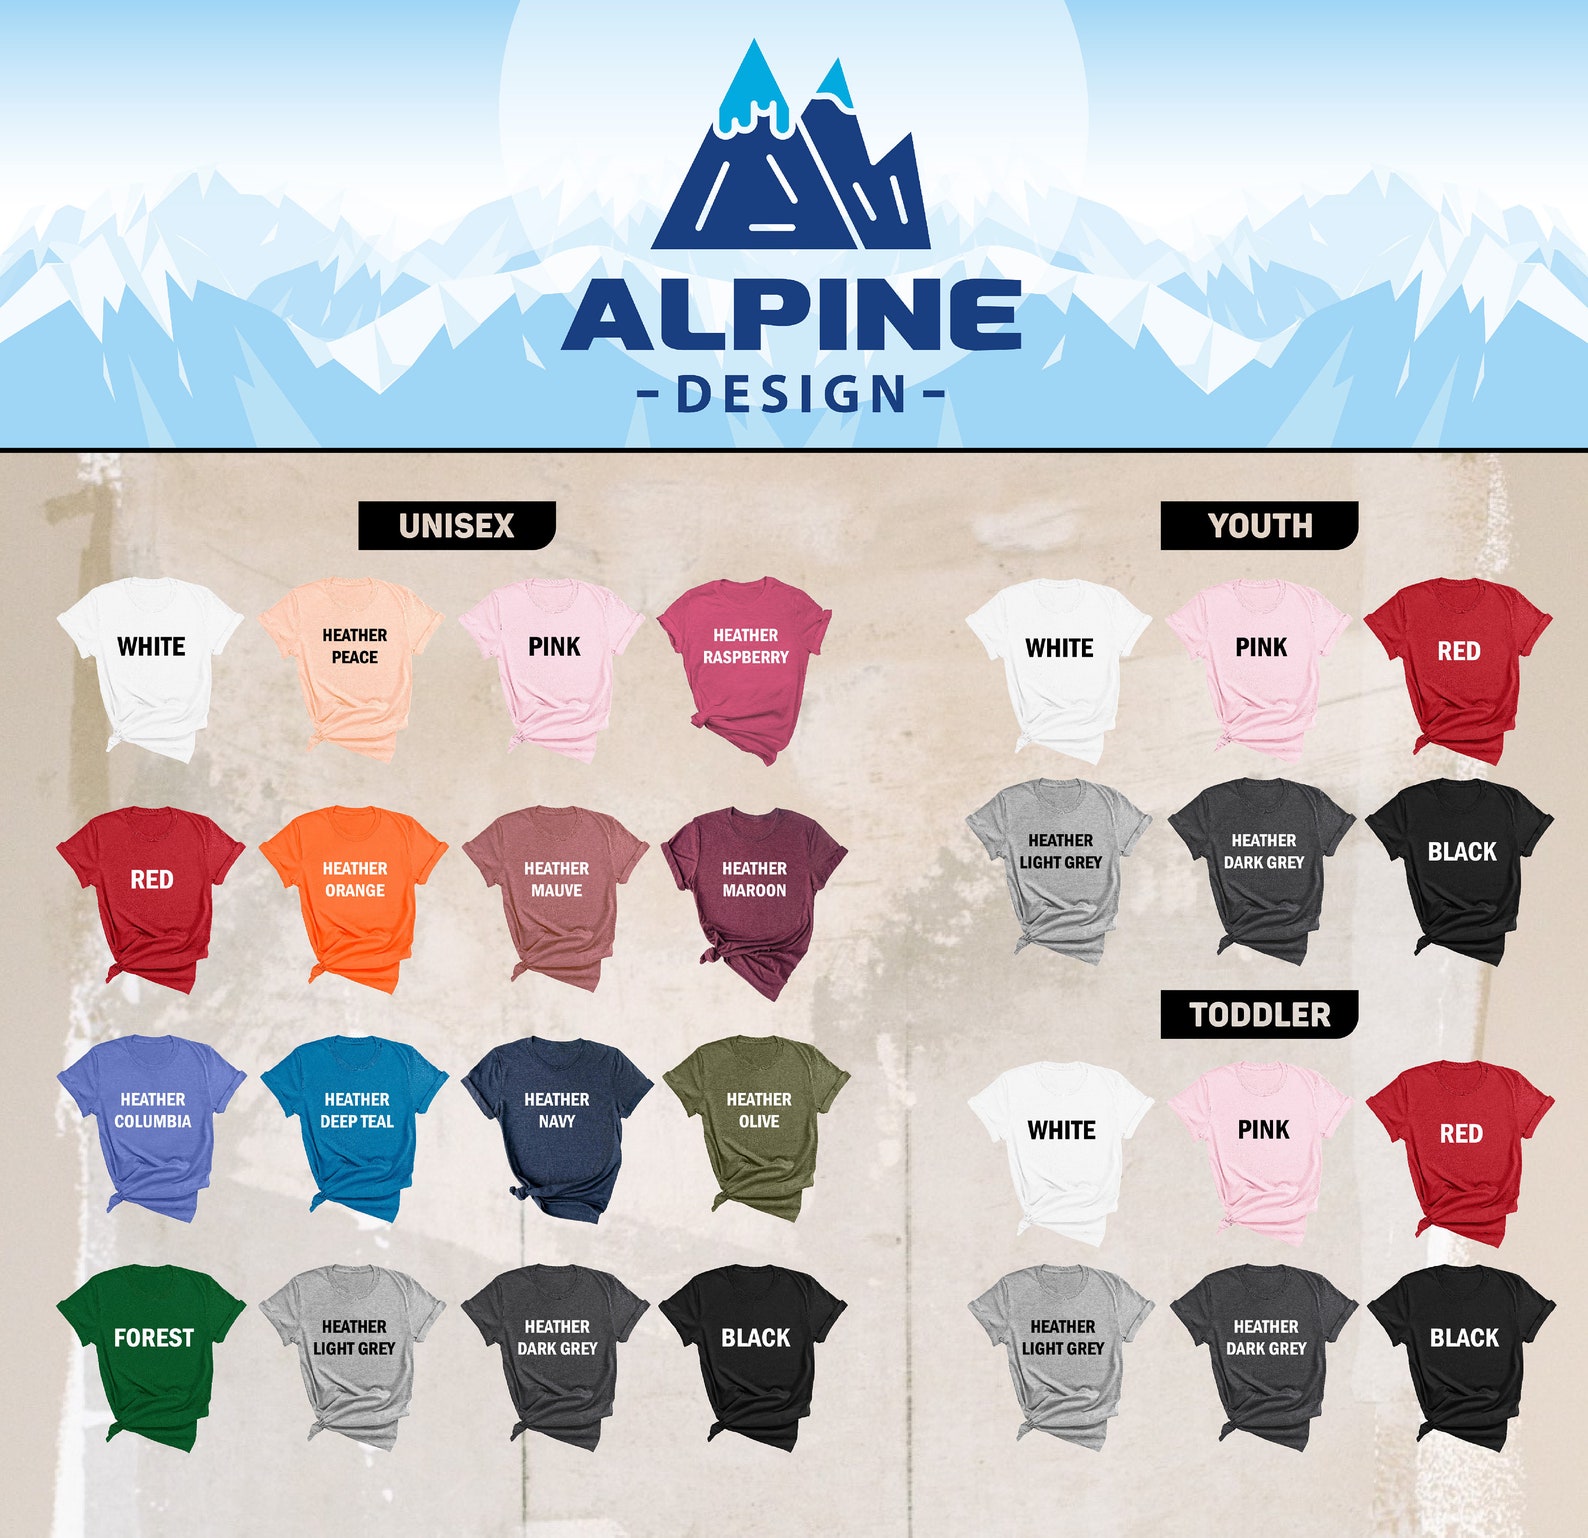 ALPINE
- DESIGN -
UNISEX
WHITE
HEATHER
PEACE
PINK
HEATHER
RASPBERRY
RED
HEATHER
ORANGE
HEATHER
MAUVE
HEATHER
MAROON
HEATHER
COLUMBIA
HEATHER
DEEP TEAL
HEATHER
NAVY
HEATHER
OLIVE
FOREST
HEATHER
LIGHT GREY
HEATHER
DARK GREY
BLACK
YOUTH
WHITE
PINK
RED
HEATHER
LIGHT GREY
HEATHER
DARK GREY
BLACK
TODDLER
WHITE
PINK
RED
HEATHER
LIGHT GREY
HEATHER
DARK GREY
BLACK